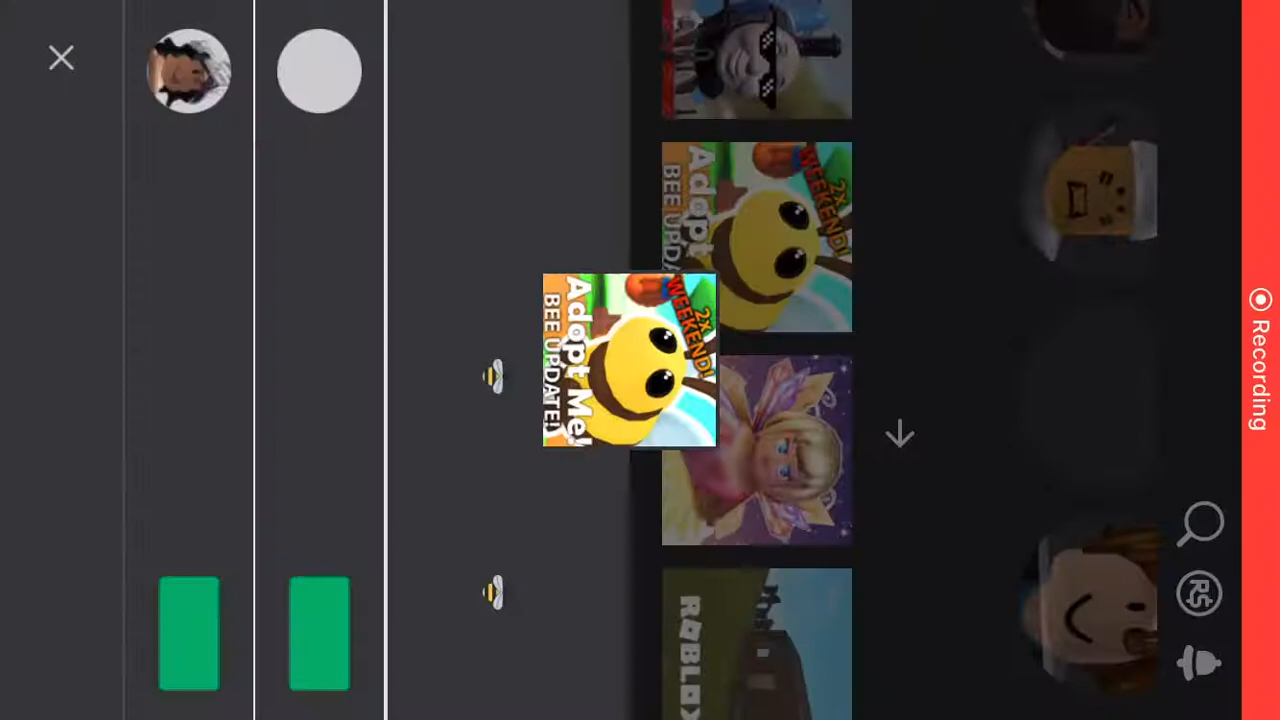 Recording
R$
2x
WEEKEND!
Adopt
BEE UPDA
ROBLOX
2x
WEEKEND!
Adopt Me!
BEE UPDATE!